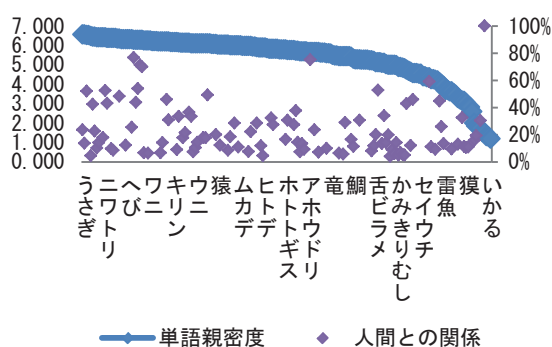 7.000
6.000
5.000
4.000
3.000
2.000
1.000
0.000
100%
80%
60%
40%
20%
0%
うさぎ
ニワトリ
へび
ワニ
キリン
ウニ
猿
ムカデ
ヒトデ
ホトトギス
アホウドリ
竜
鯛
舌ビラメ
かみきりむし
セイウチ
雷魚
獏
いかる
単語親密度
人間との関係